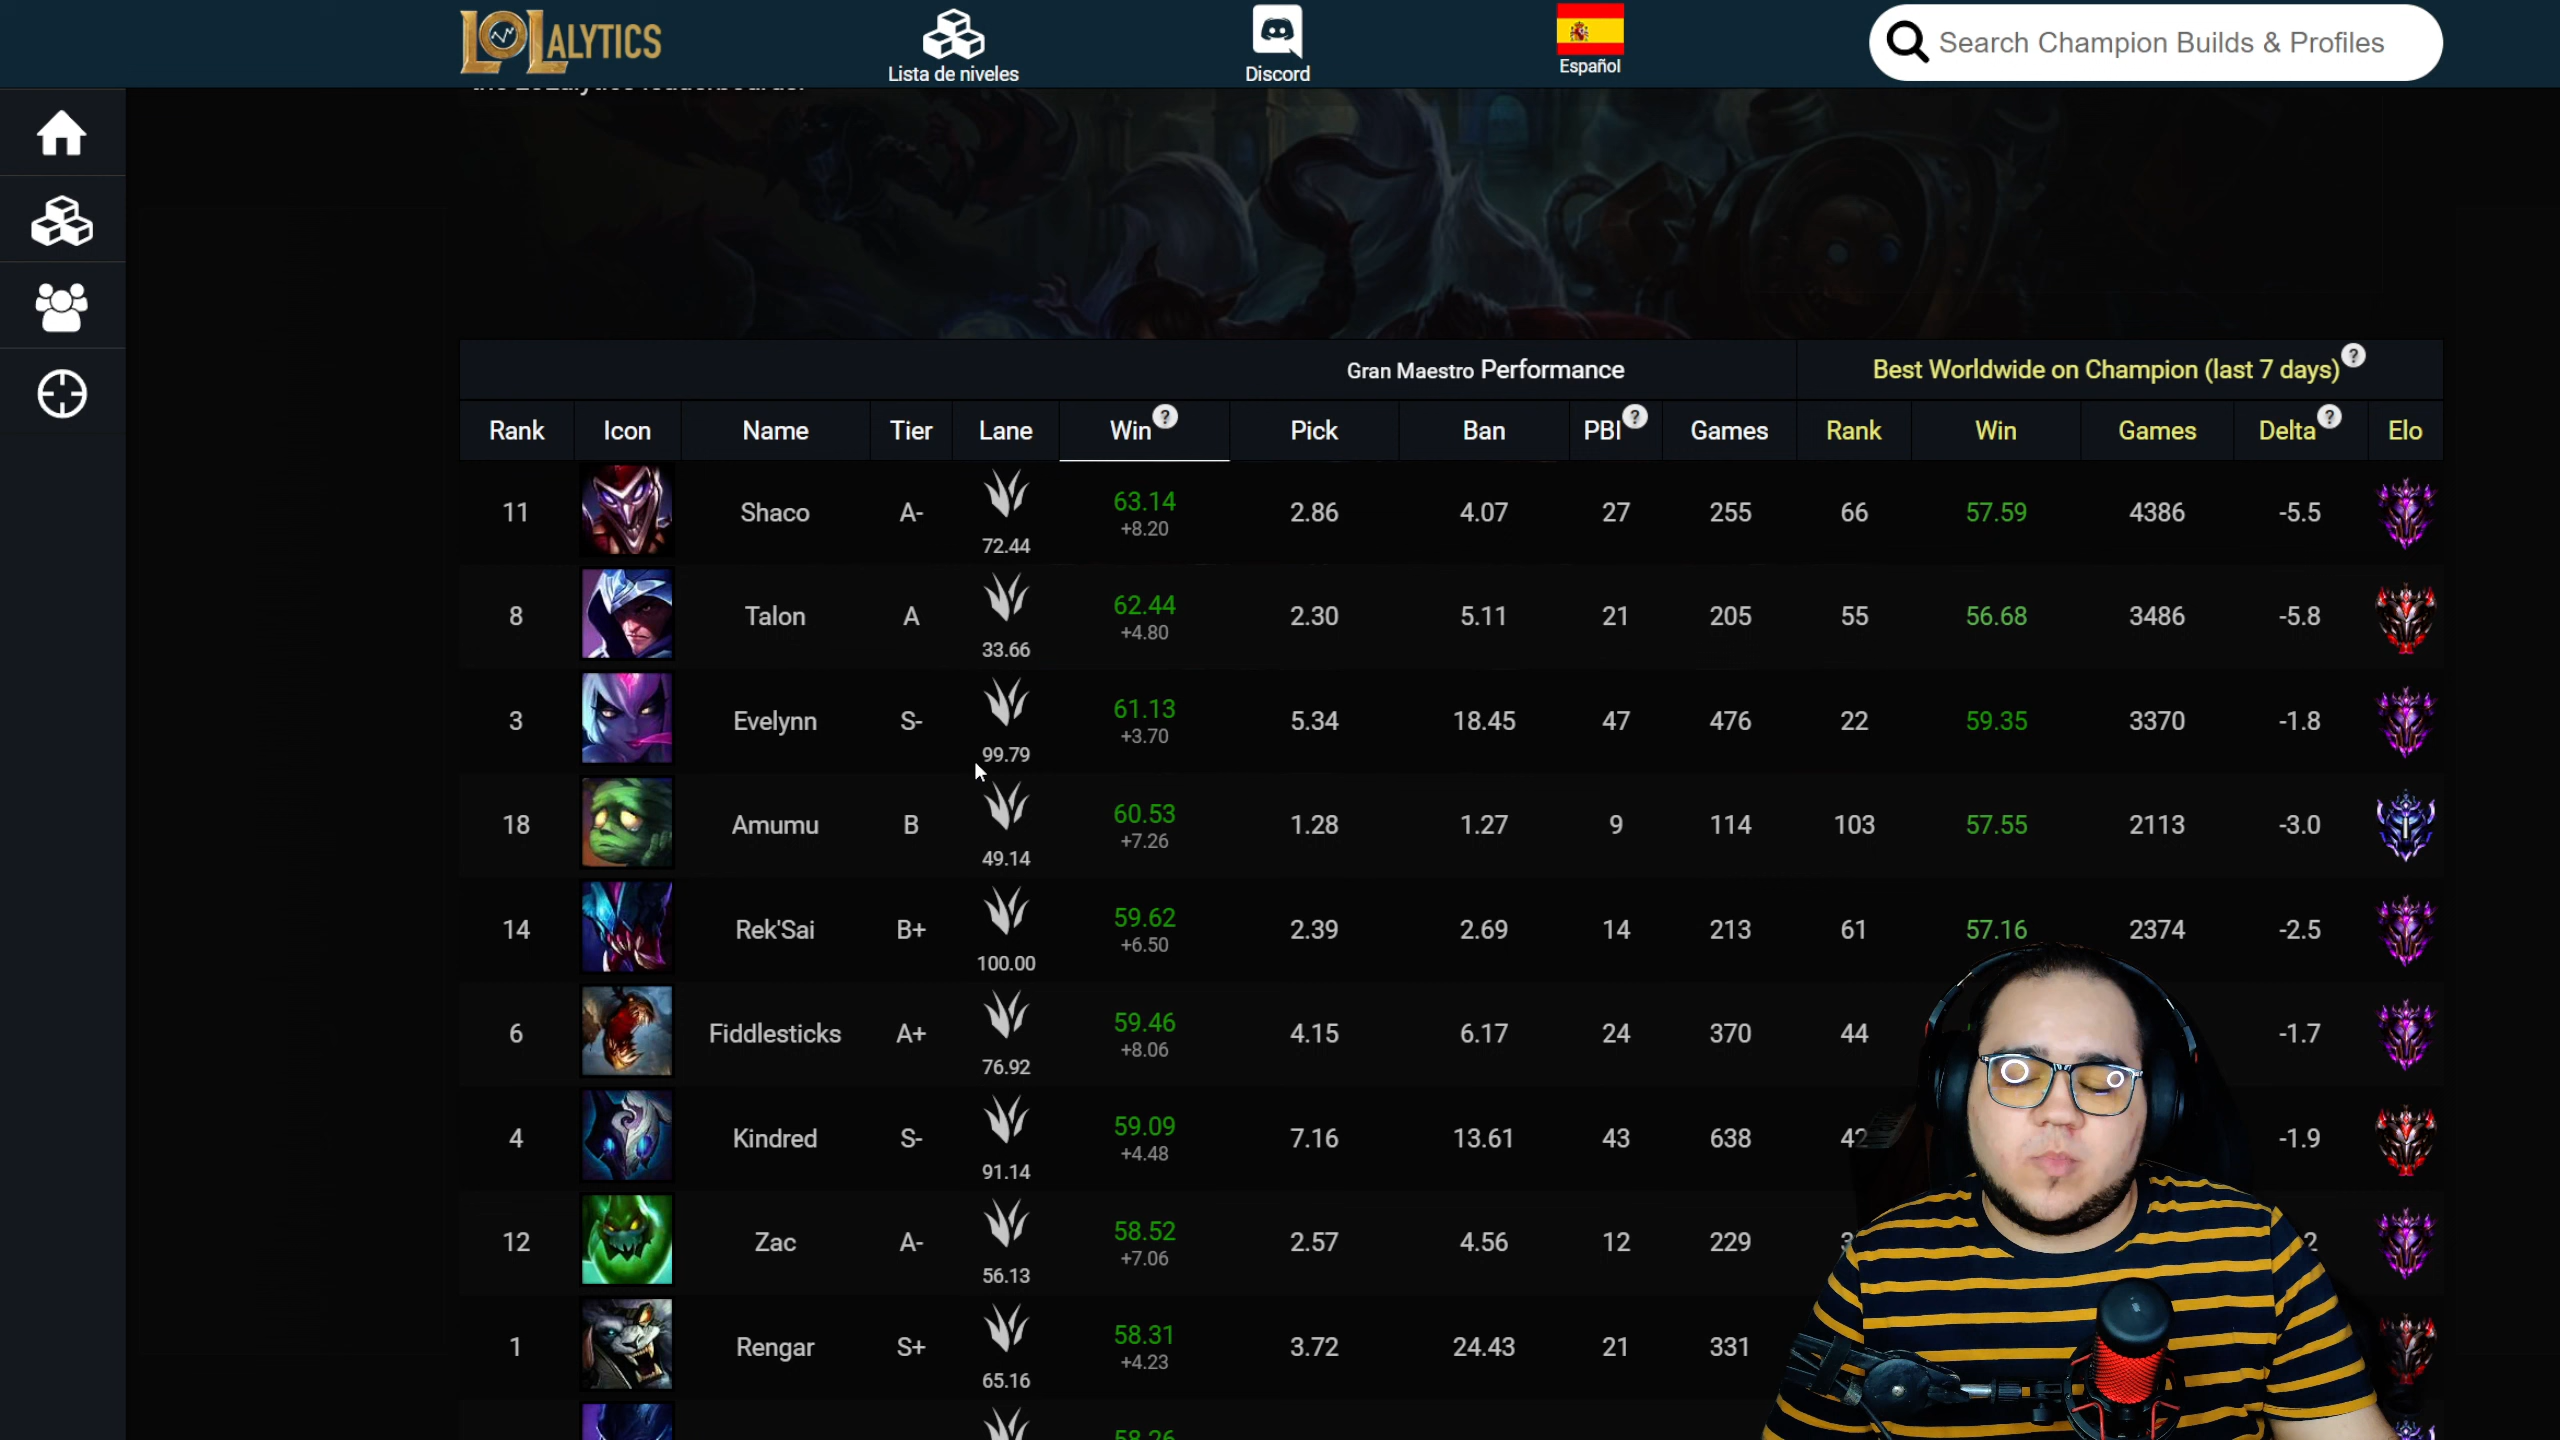 LOLALYTICS
Lista de niveles
Discord
Español
Search Champion Builds & Profiles
Gran Maestro Performance
Best Worldwide on Champion (last 7 days) ?
Rank Icon Name Tier Lane Win ? Pick Ban PBI ? Games Rank Win Games Delta ? Elo
11 Shaco A- 72.44 63.14 +8.20 2.86 4.07 27 255 66 57.59 4386 -5.5
8 Talon A 33.66 62.44 +4.80 2.30 5.11 21 205 55 56.68 3486 -5.8
3 Evelynn S- 99.79 61.13 +3.70 5.34 18.45 47 476 22 59.35 3370 -1.8
18 Amumu B 49.14 60.53 +7.26 1.28 1.27 9 114 103 57.55 2113 -3.0
14 Rek'Sai B+ 100.00 59.62 +6.50 2.39 2.69 14 213 61 57.16 2374 -2.5
6 Fiddlesticks A+ 76.92 59.46 +8.06 4.15 6.17 24 370 44 -1.7
4 Kindred S- 91.14 59.09 +4.48 7.16 13.61 43 638 42 -1.9
12 Zac A- 56.13 58.52 +7.06 2.57 4.56 12 229
1 Rengar S+ 65.16 58.31 +4.23 3.72 24.43 21 331
58.26